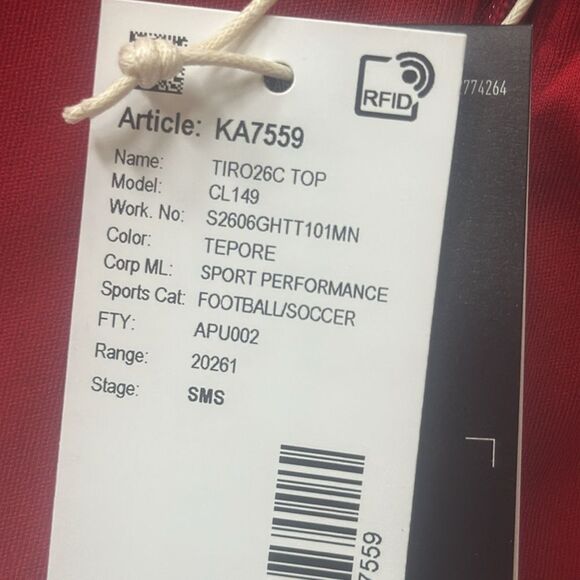 RFID
774264
Article: KA7559
Name: TIRO26C TOP
Model: CL149
Work. No: S2606GHTT101MN
Color: TEPORE
Corp ML: SPORT PERFORMANCE
Sports Cat: FOOTBALL/SOCCER
FTY: APU002
Range: 20261
Stage: SMS
7559